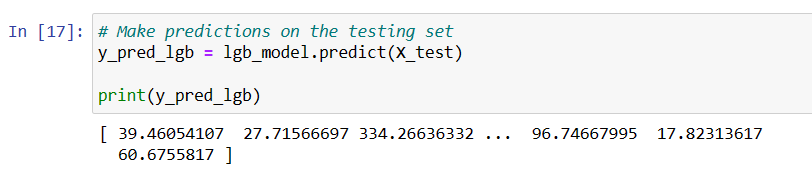 In [17]: # Make predictions on the testing set
y_pred_lgb = lgb_model.predict(X_test)
print(y_pred_lgb)
[ 39.46054107 27.71566697 334.26636332 ... 96.74667995 17.82313617
60.6755817 ]